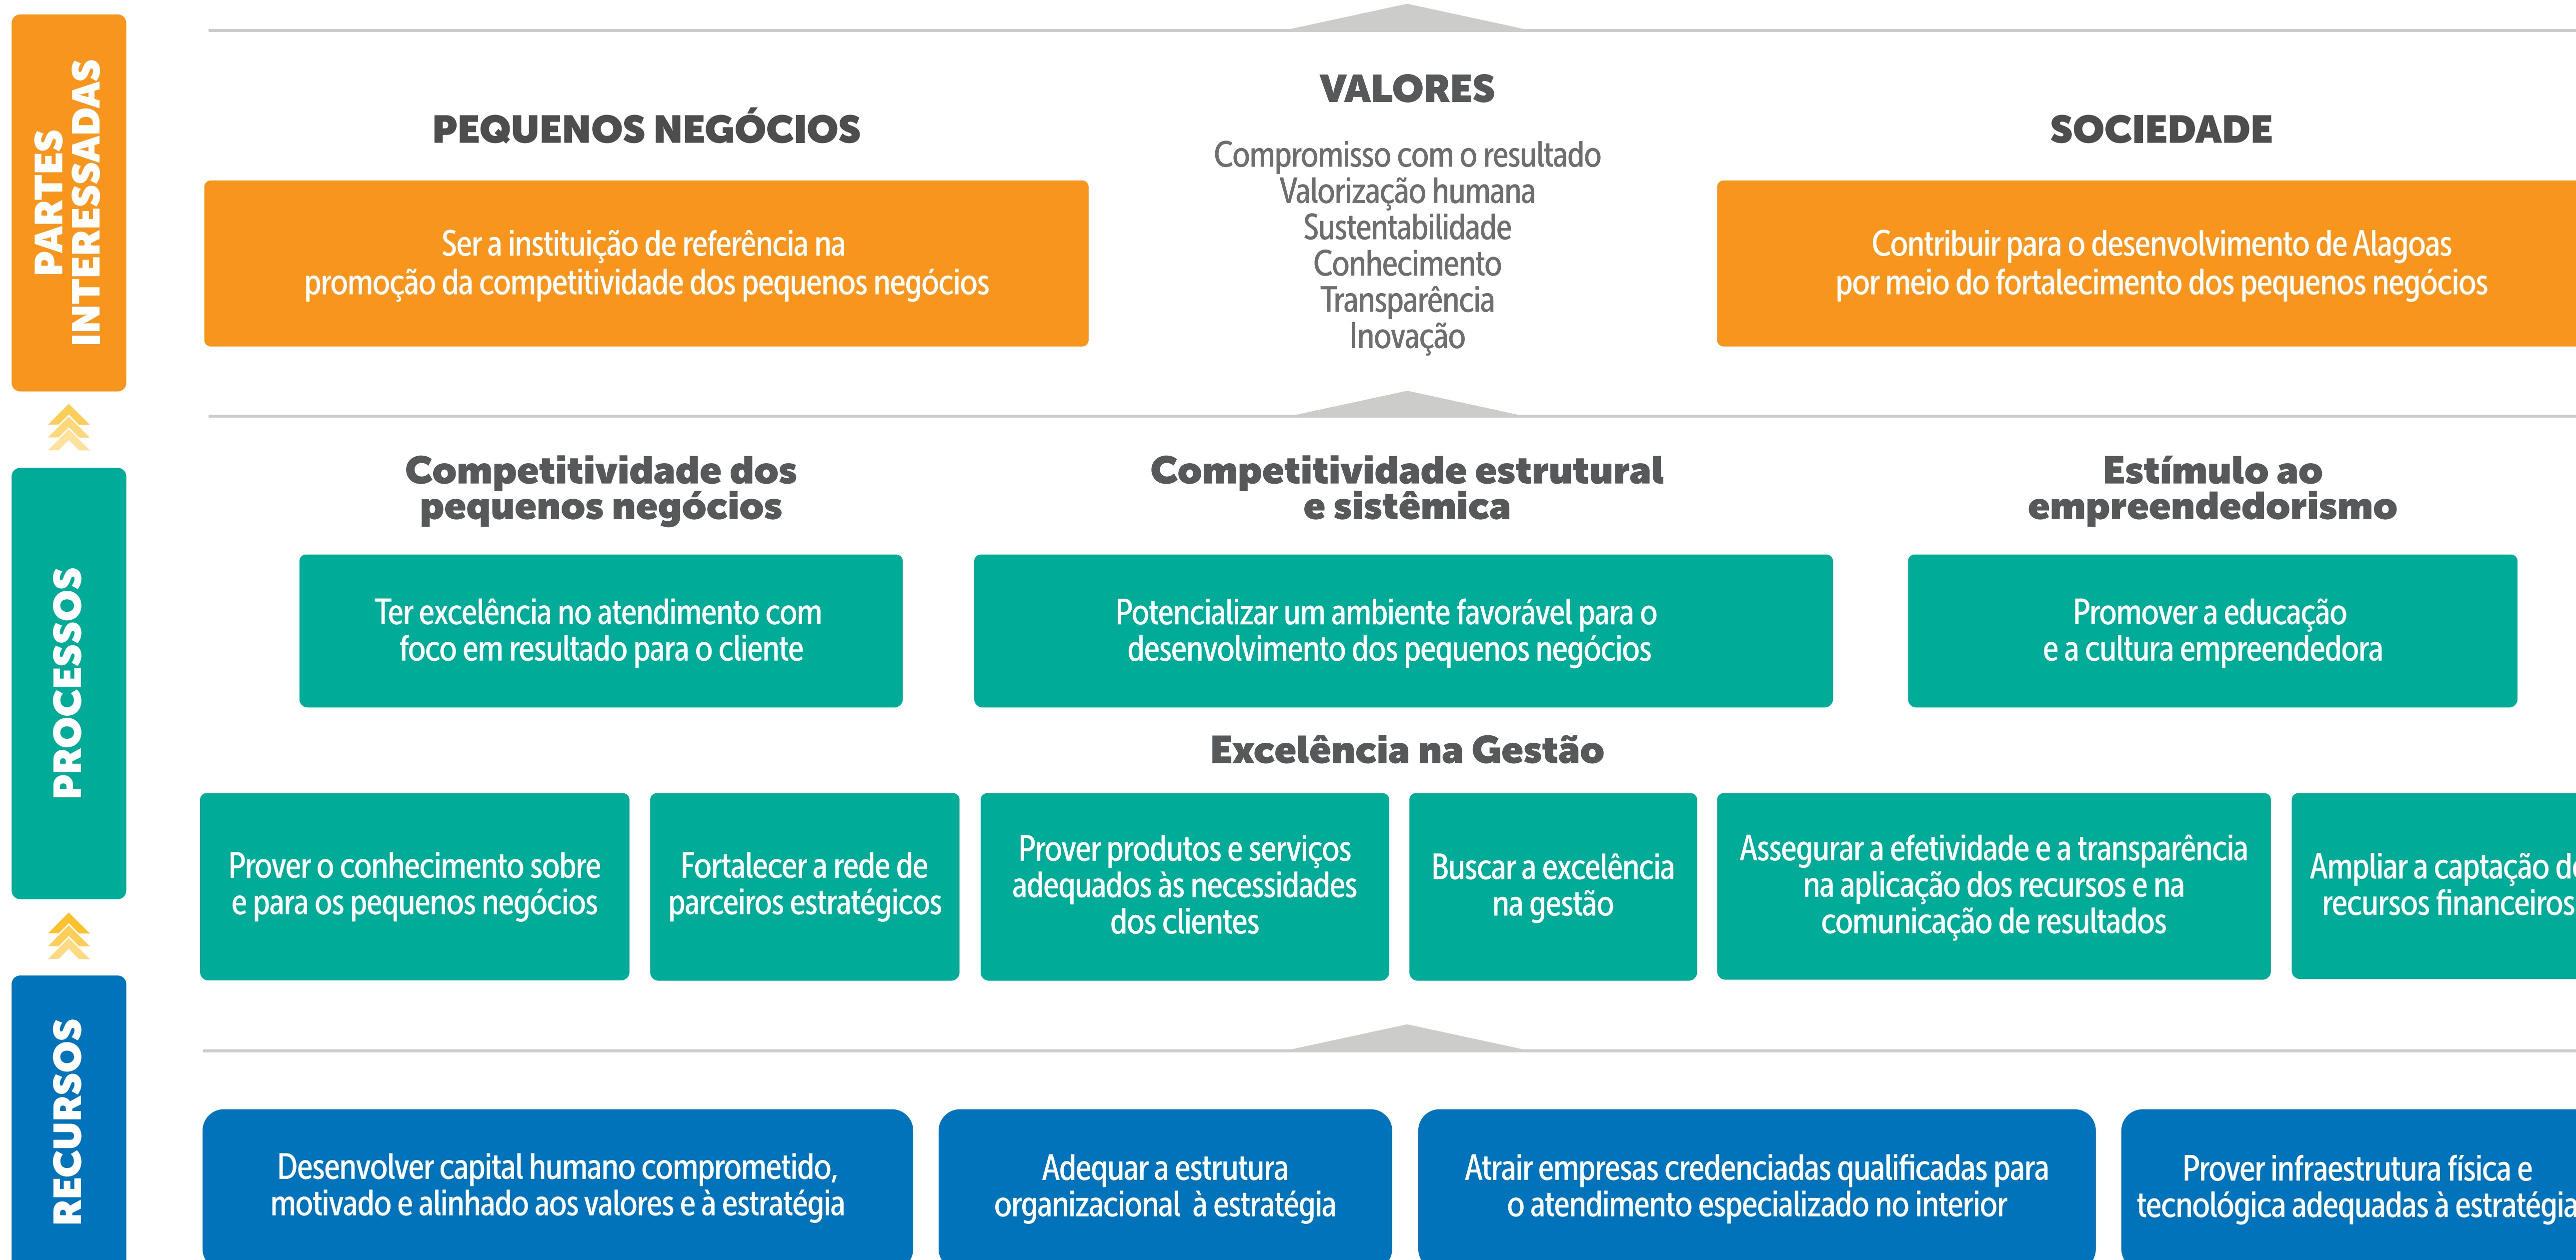 PARTES
INTERESSADAS
PEQUENOS NEGÓCIOS
Ser a instituição de referência na
promoção da competitividade dos pequenos negócios
VALORES
Compromisso com o resultado
Valorização humana
Sustentabilidade
Conhecimento
Transparência
Inovação
SOCIEDADE
Contribuir para o desenvolvimento de Alagoas
por meio do fortalecimento dos pequenos negócios
PROCESSOS
Competitividade dos
pequenos negócios
Ter excelência no atendimento com
foco em resultado para o cliente
Competitividade estrutural
e sistêmica
Potencializar um ambiente favorável para o
desenvolvimento dos pequenos negócios
Estímulo ao
empreendedorismo
Promover a educação
e a cultura empreendedora
Excelência na Gestão
Prover o conhecimento sobre
e para os pequenos negócios
Fortalecer a rede de
parceiros estratégicos
Prover produtos e serviços
adequados às necessidades
dos clientes
Buscar a excelência
na gestão
Assegurar a efetividade e a transparência
na aplicação dos recursos e na
comunicação de resultados
Ampliar a captação de
recursos financeiros
RECURSOS
Desenvolver capital humano comprometido,
motivado e alinhado aos valores e à estratégia
Adequar a estrutura
organizacional à estratégia
Atrair empresas credenciadas qualificadas para
o atendimento especializado no interior
Prover infraestrutura física e
tecnológica adequadas à estratégia